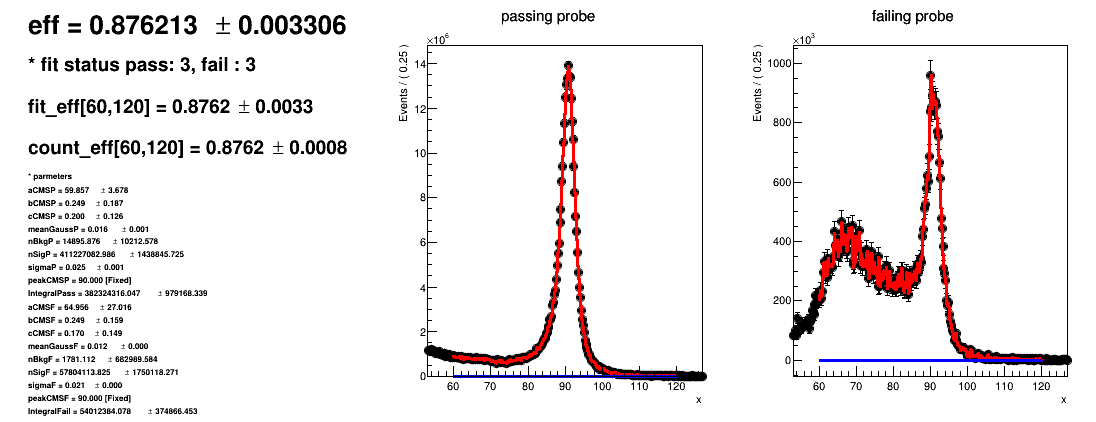 eff = 0.876213 ± 0.003306
* fit status pass: 3, fail : 3
fit_eff[60,120] = 0.8762 ± 0.0033
count_eff[60,120] = 0.8762 ± 0.0008
* parmeters
aCMSP = 59.857 ± 3.678
bCMSP = 0.249 ± 0.187
cCMSP = 0.200 ± 0.126
meanGaussP = 0.016 ± 0.001
nBkgP = 14895.876 ± 10212.578
nSigP = 411227082.986 ± 1438845.725
sigmaP = 0.025 ± 0.001
peakCMSP = 90.000 [Fixed]
IntegralPass = 382324316.047 ± 979168.339
aCMSF = 64.956 ± 27.016
bCMSF = 0.249 ± 0.159
cCMSF = 0.170 ± 0.149
meanGaussF = 0.012 ± 0.000
nBkgF = 1781.112 ± 682989.584
nSigF = 57804113.825 ± 1750118.271
sigmaF = 0.021 ± 0.000
peakCMSF = 90.000 [Fixed]
IntegralFail = 54012384.078 ± 374866.453
passing probe
×10⁶
Events / ( 0.25 )
14
12
10
8
6
4
2
0
60 70 80 90 100 110 120
x
failing probe
×10³
Events / ( 0.25 )
1000
800
600
400
200
0
60 70 80 90 100 110 120
x